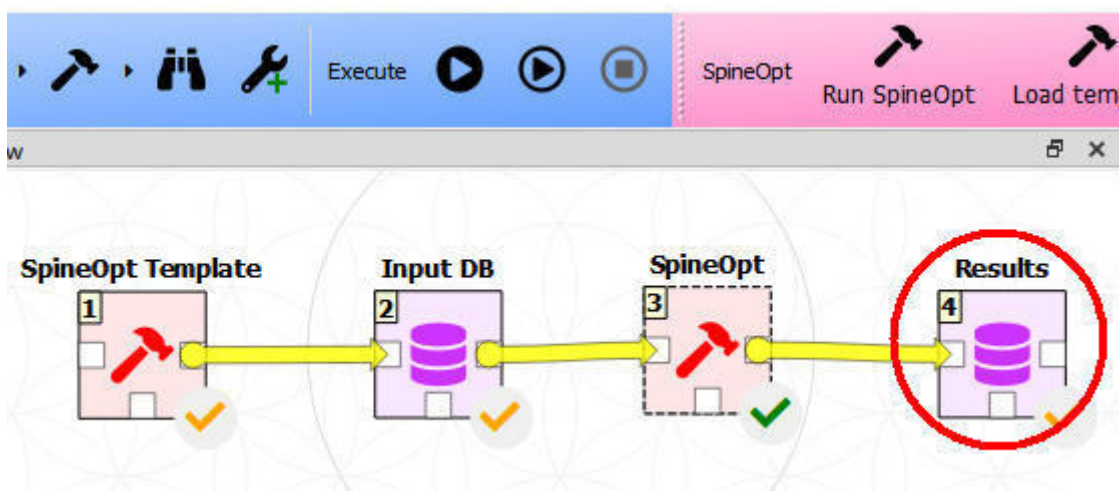 Execute
SpineOpt
Run SpineOpt
Load tem
w
SpineOpt Template
Input DB
SpineOpt
Results
1
2
3
4